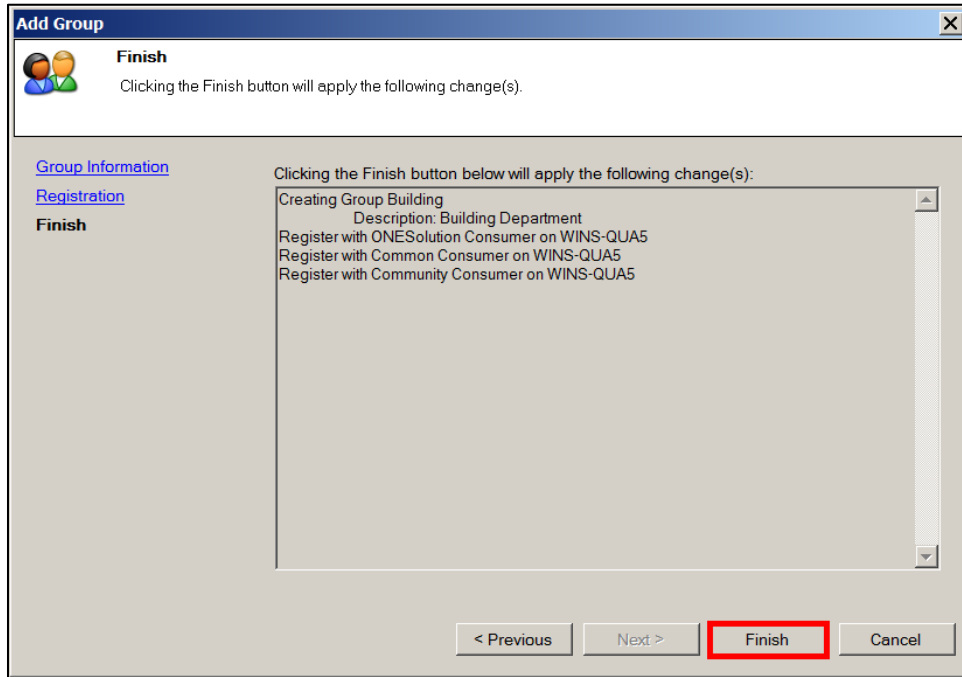 Add Group
Finish
Clicking the Finish button will apply the following change(s).
Group Information
Registration
Finish
Clicking the Finish button below will apply the following change(s):
Creating Group Building
Description: Building Department
Register with ONESolution Consumer on WINS-QUA5
Register with Common Consumer on WINS-QUA5
Register with Community Consumer on WINS-QUA5
< Previous
Next >
Finish
Cancel